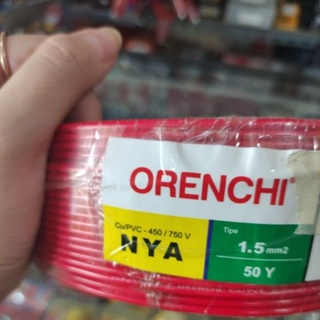 ORENCHI
Cu/PVC - 450 / 750 V
NYA
Tipe
1.5 mm2
50 Y